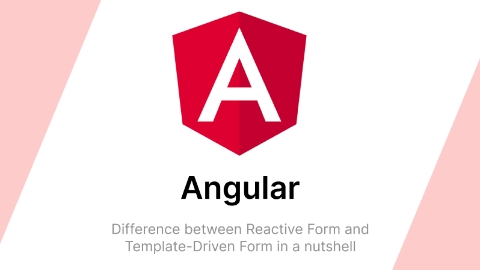 A
Angular
Difference between Reactive Form and
Template-Driven Form in a nutshell